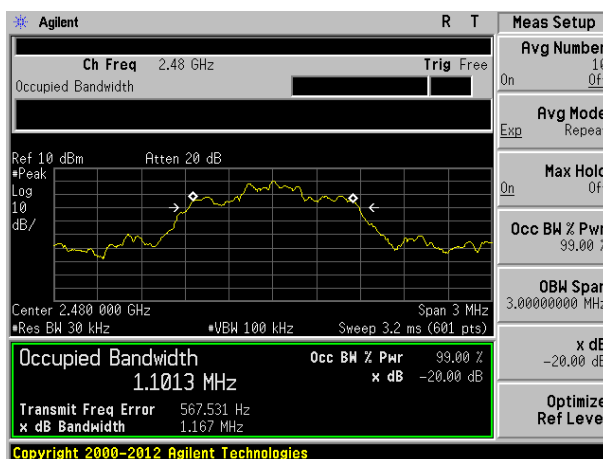 Agilent R T Meas Setup
Ch Freq 2.48 GHz Trig Free
Occupied Bandwidth
Ref 10 dBm Atten 20 dB
#Peak
Log
10
dB/
Center 2.480 000 GHz Span 3 MHz
#Res BW 30 kHz #VBW 100 kHz Sweep 3.2 ms (601 pts)
Occupied Bandwidth Occ BW % Pwr 99.00 %
1.1013 MHz x dB -20.00 dB
Transmit Freq Error 567.531 Hz
x dB Bandwidth 1.167 MHz
Copyright 2000-2012 Agilent Technologies
Avg Number
10
On Of
Avg Mode
Exp Repea
Max Hold
On Of
Occ BW % Pwr
99.00 %
OBW Span
3.00000000 MHz
x dB
-20.00 dB
Optimize
Ref Leve